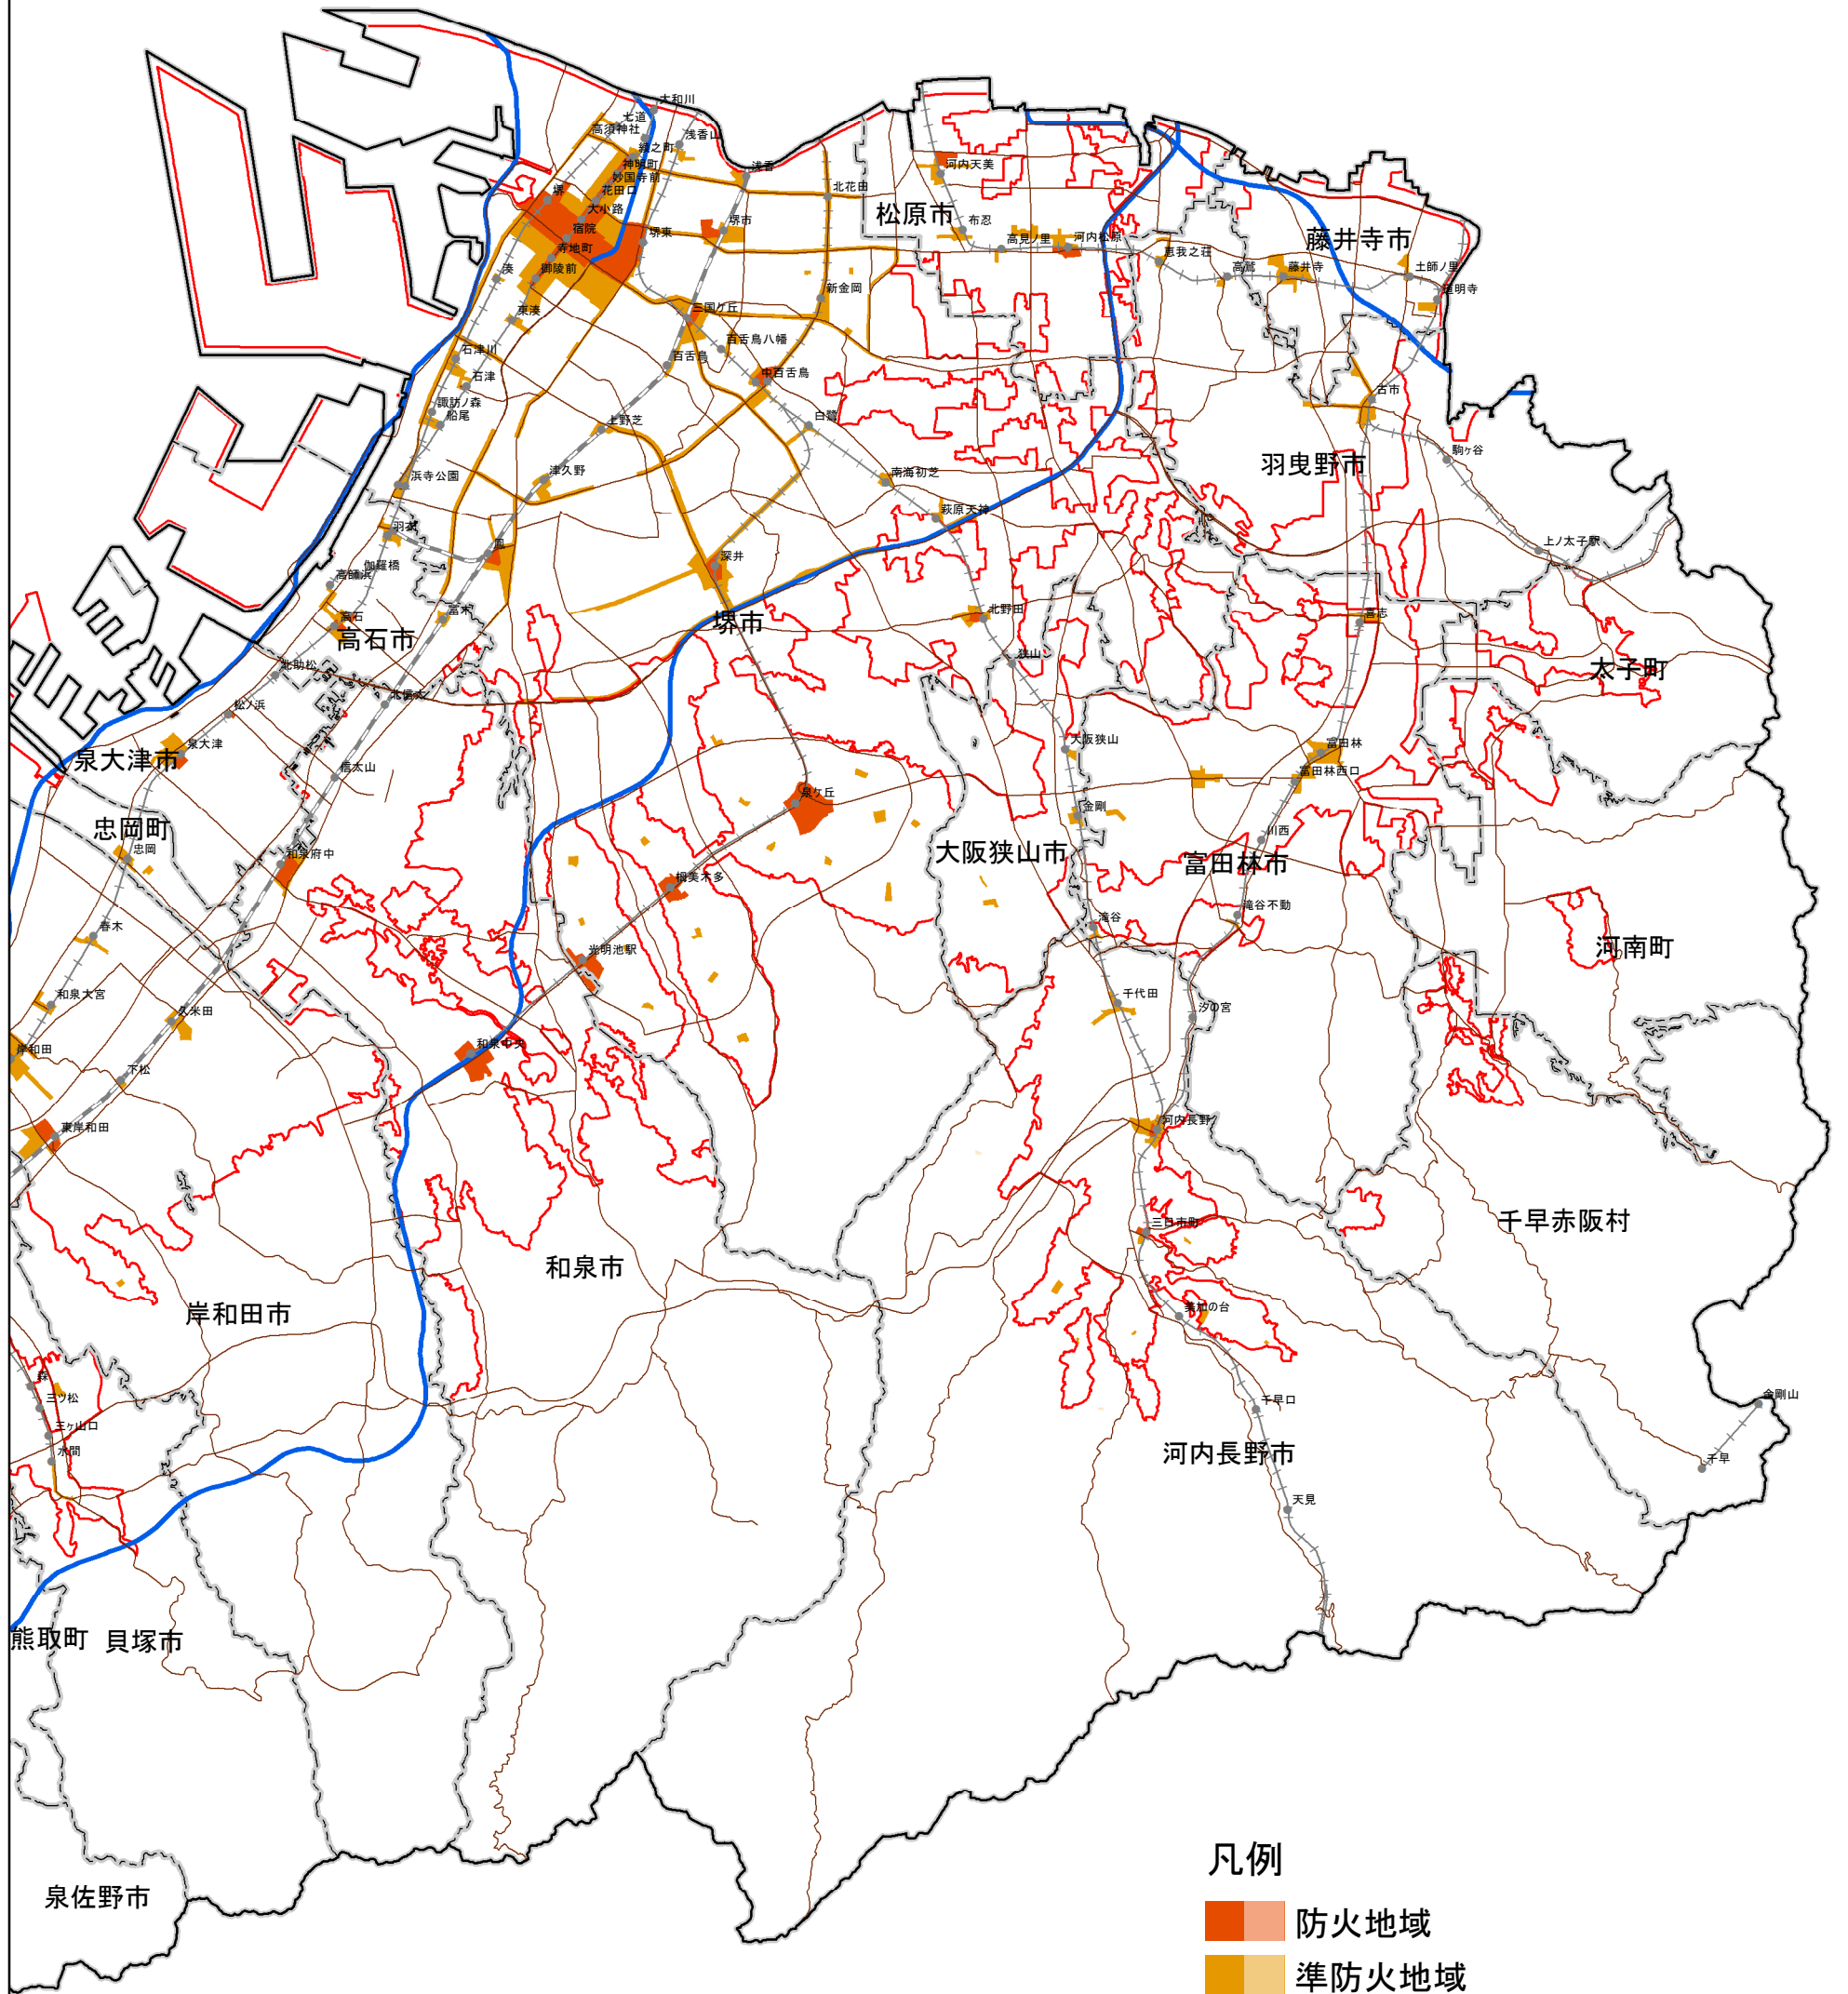 大和川
七道
高須神社
浅香山
綾之町
神明町
妙国寺前
浅香
河内天美
堺
花田口
北花田
大小路
松原市
堺市
布忍
宿院
堺東
高見ノ里
河内松原
藤井寺市
寺地町
恵我之荘
湊
御陵前
高鷲
藤井寺
土師ノ里
道明寺
新金岡
東湊
三国ケ丘
百舌鳥八幡
石津川
百舌鳥
石津
中百舌鳥
古市
諏訪ノ森
船尾
上野芝
白鷺
駒ヶ谷
羽曳野市
浜寺公園
津久野
南海初芝
萩原天神
羽衣
鳳
上ノ太子駅
伽羅橋
高師浜
深井
富木
北野田
喜志
高石
高石市
堺市
狭山
太子町
北助松
北信太
松ノ浜
泉大津
大阪狭山
富田林
泉大津市
信太山
富田林西口
泉ケ丘
金剛
忠岡町
川西
忠岡
和泉府中
大阪狭山市
富田林市
栂美木多
滝谷不動
春木
滝谷
光明池駅
河南町
和泉大宮
千代田
久米田
汐の宮
岸和田
和泉中央
下松
東岸和田
河内長野
三日市町
千早赤阪村
和泉市
岸和田市
美加の台
森
三ツ松
千早口
金剛山
三ヶ山口
水間
河内長野市
千早
天見
熊取町
貝塚市
泉佐野市
凡例
防火地域
準防火地域